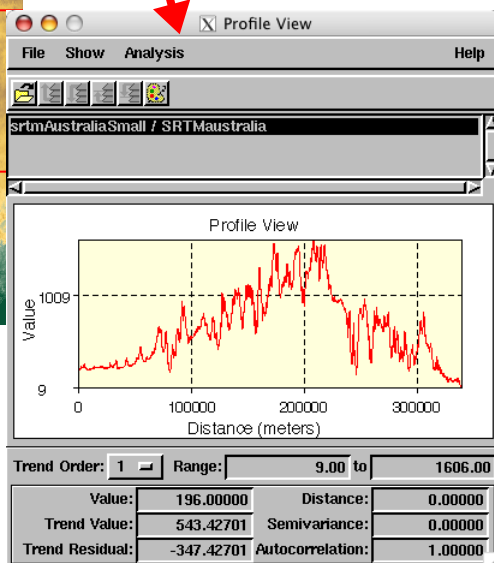 Profile View
File Show Analysis Help
srtmAustraliaSmall / SRTMaustralia
Profile View
Value
1009
9
0 100000 200000 300000
Distance (meters)
Trend Order: 1 Range: 9.00 to 1606.00
Value: 196.00000 Distance: 0.00000
Trend Value: 543.42701 Semivariance: 0.00000
Trend Residual: -347.42701 Autocorrelation: 1.00000